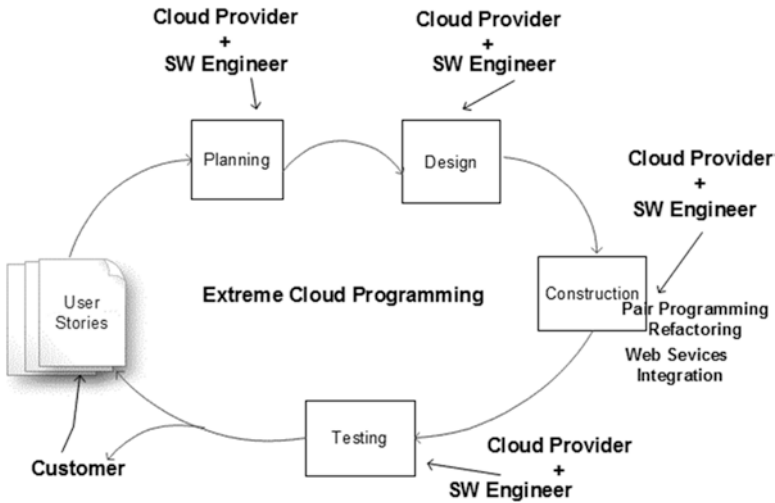 Cloud Provider
+
SW Engineer
Cloud Provider
+
SW Engineer
Planning
Design
Cloud Provider
+
SW Engineer
User
Stories
Extreme Cloud Programming
Construction
Pair Programming
Refactoring
Web Sevices
Integration
Testing
Customer
Cloud Provider
+
SW Engineer